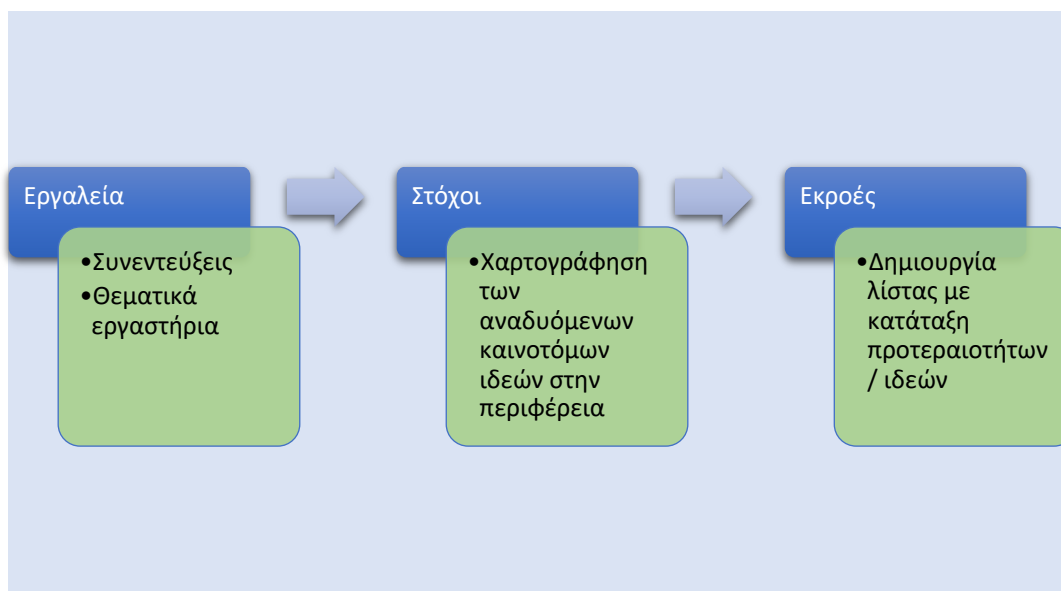 Εργαλεία
•Συνεντεύξεις
•Θεματικά
εργαστήρια
Στόχοι
•Χαρτογράφηση
των
αναδυόμενων
καινοτόμων
ιδεών στην
περιφέρεια
Εκροές
•Δημιουργία
λίστας με
κατάταξη
προτεραιοτήτων
/ ιδεών